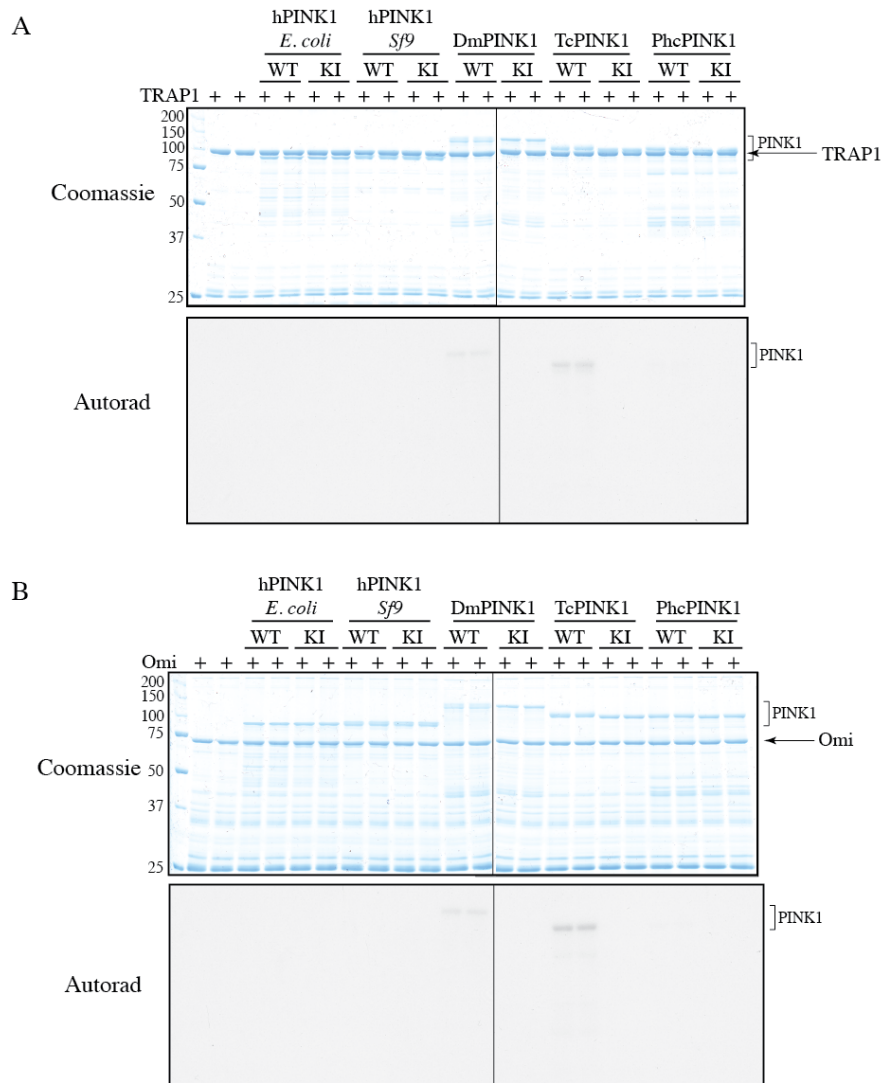 A
hPINK1 hPINK1
E. coli Sf9 DmPINK1 TcPINK1 PhcPINK1
WT KI WT KI WT KI WT KI WT KI
TRAP1 + + + + + + + + + + + + + + + + + + + + + +
200
150
100
75
50
37
25
Coomassie
PINK1
TRAP1
Autorad
PINK1
B
hPINK1 hPINK1
E. coli Sf9 DmPINK1 TcPINK1 PhcPINK1
WT KI WT KI WT KI WT KI WT KI
Omi + + + + + + + + + + + + + + + + + + + + + +
200
150
100
75
50
37
25
Coomassie
PINK1
Omi
Autorad
PINK1